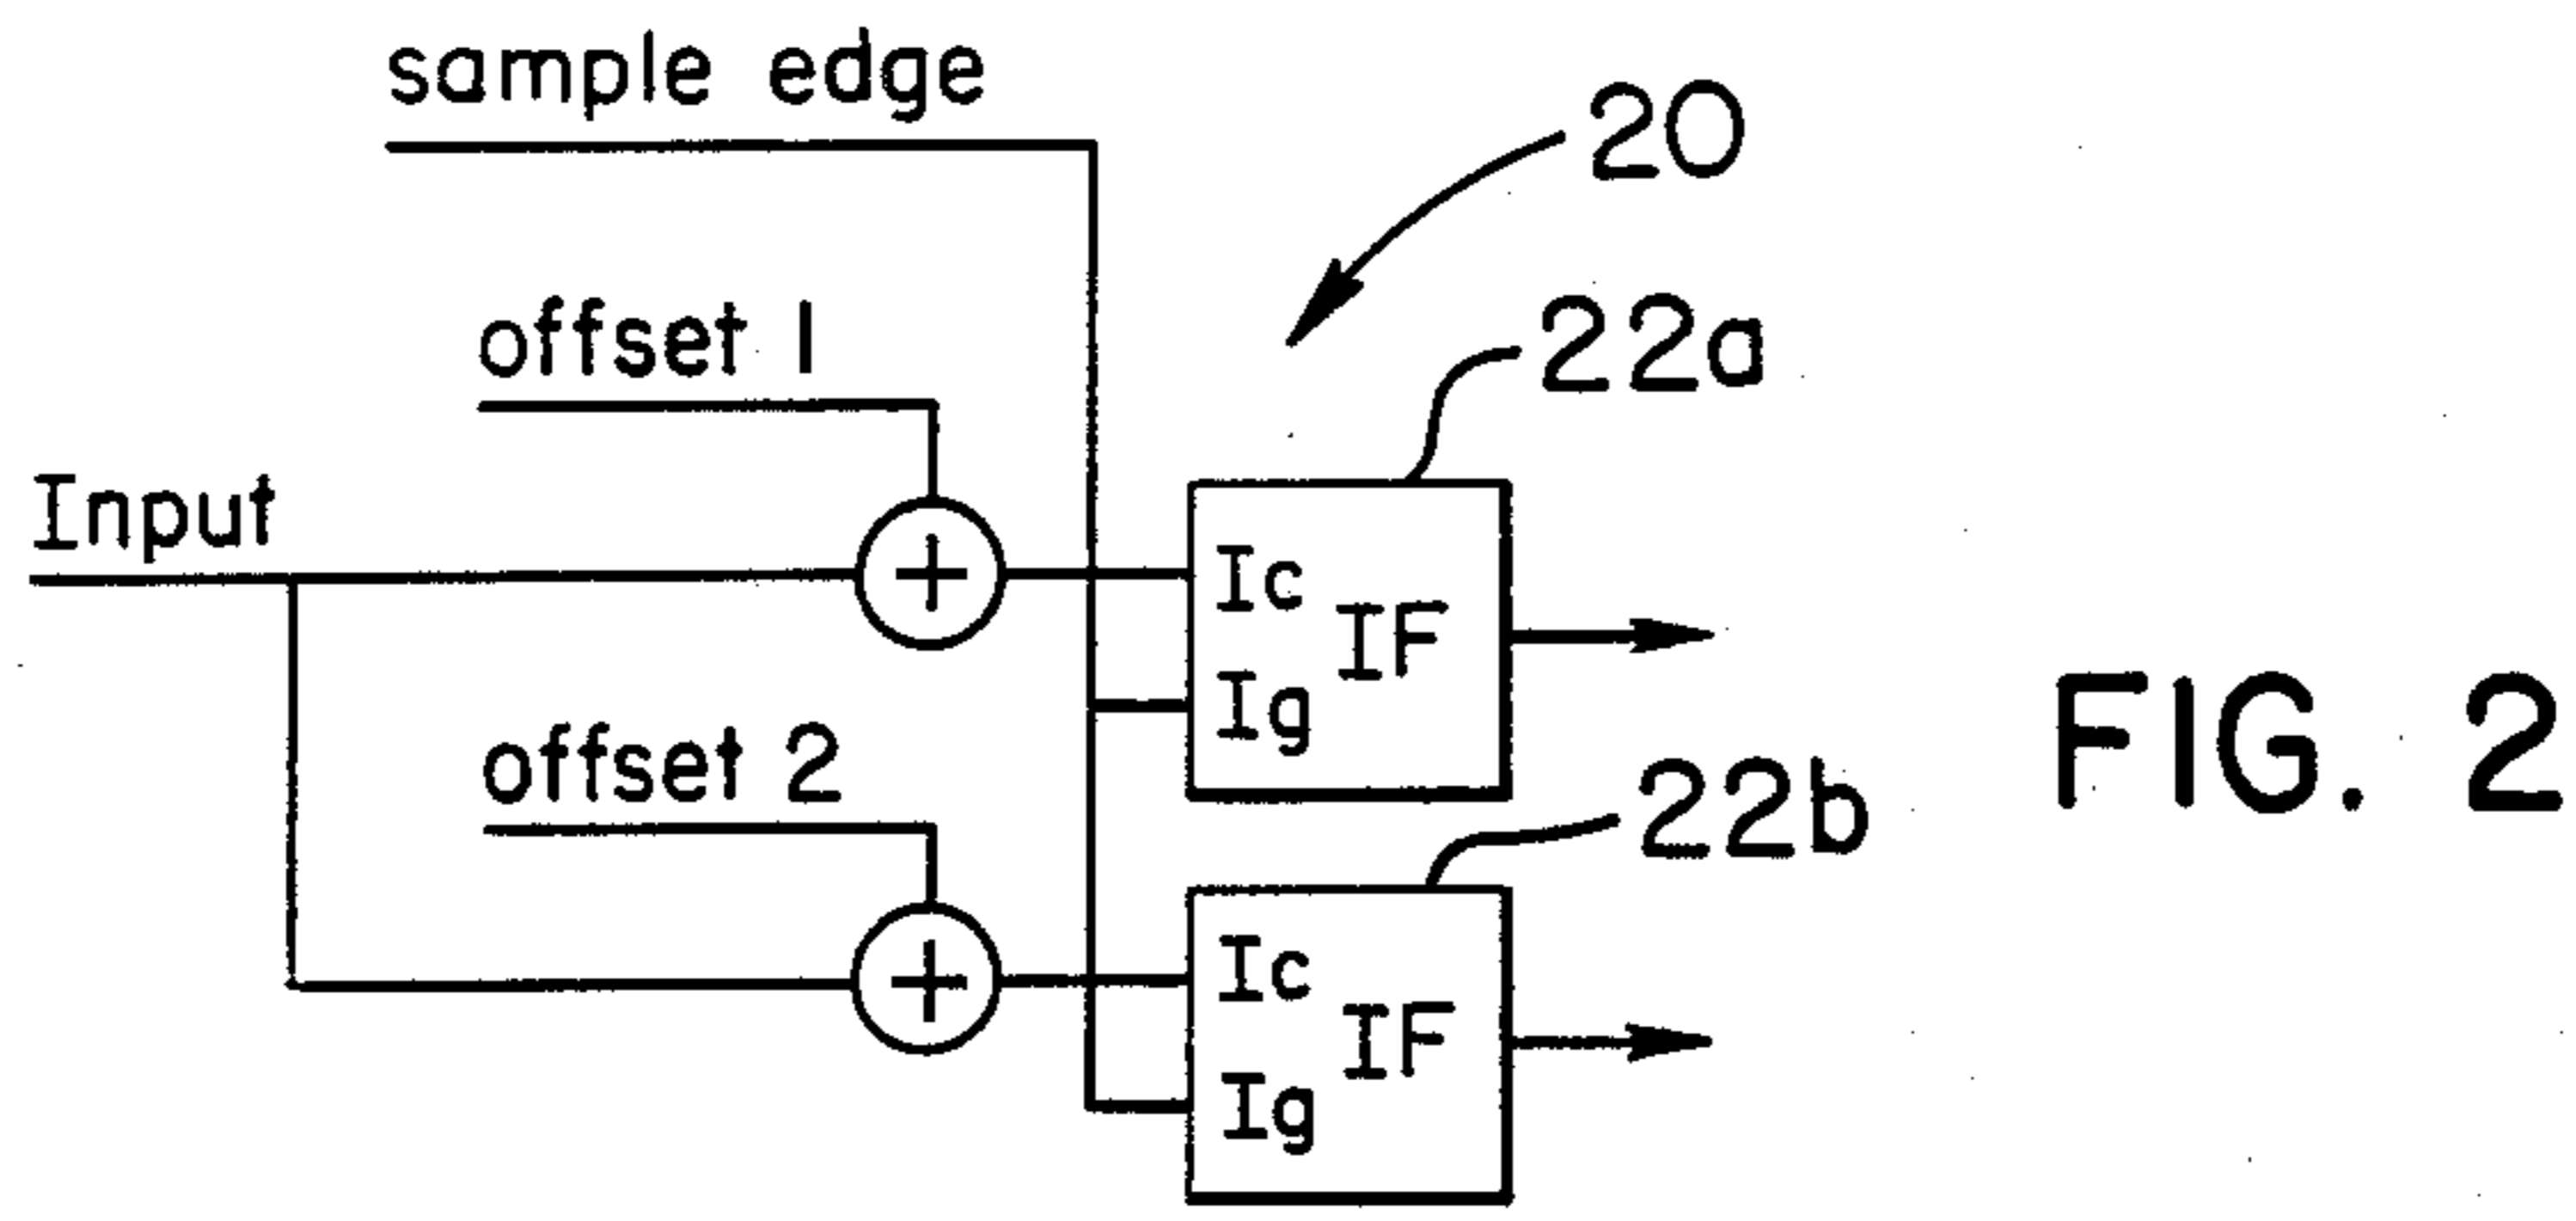 sample edge
20
offset 1
22a
Input
Ic
IF
Ig
FIG. 2
offset 2
22b
Ic
IF
Ig